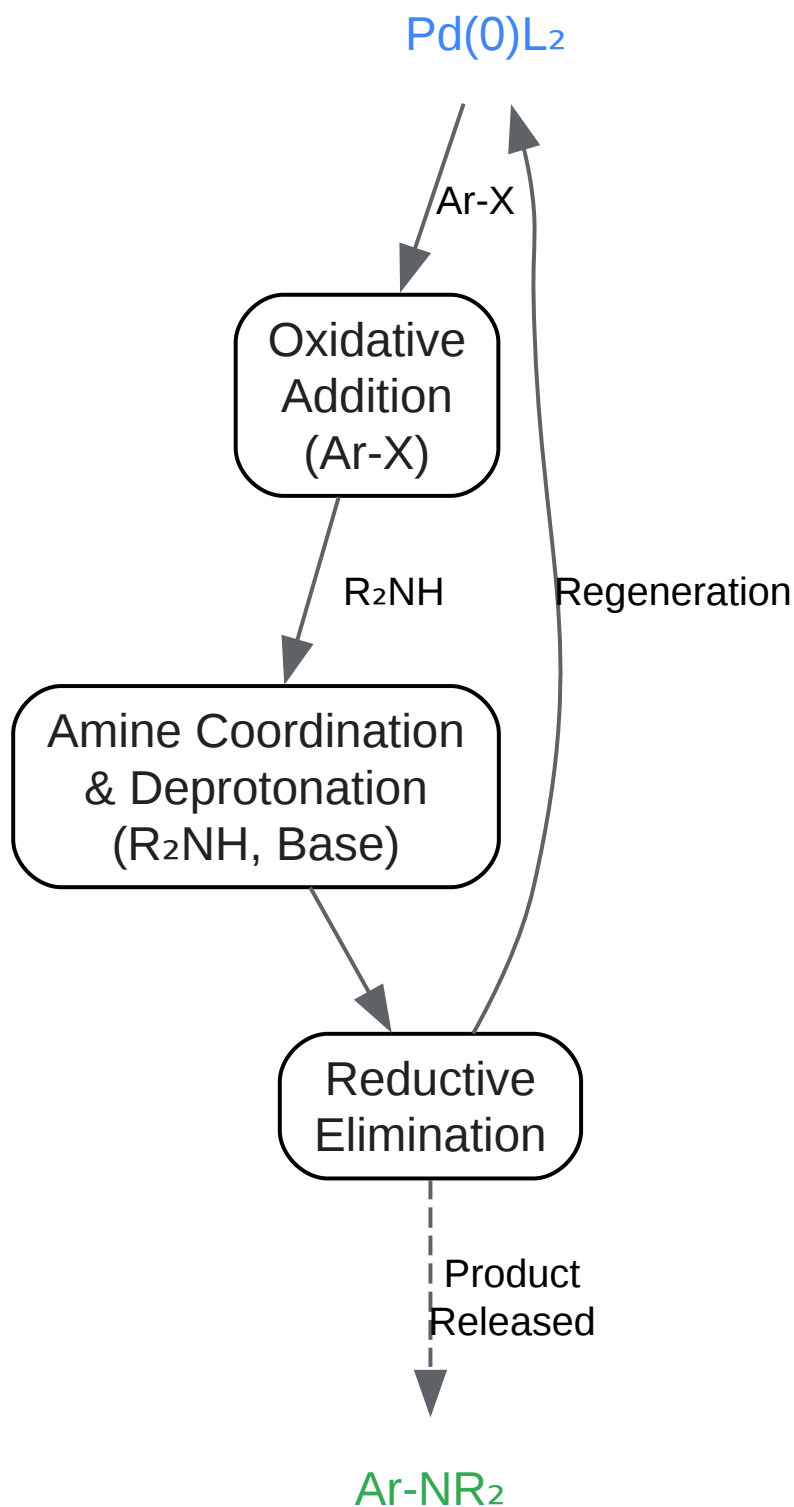 Pd(0)L₂
Ar-X
Oxidative
Addition
(Ar-X)
R₂NH
Regeneration
Amine Coordination
& Deprotonation
(R₂NH, Base)
Reductive
Elimination
Product
Released
Ar-NR₂